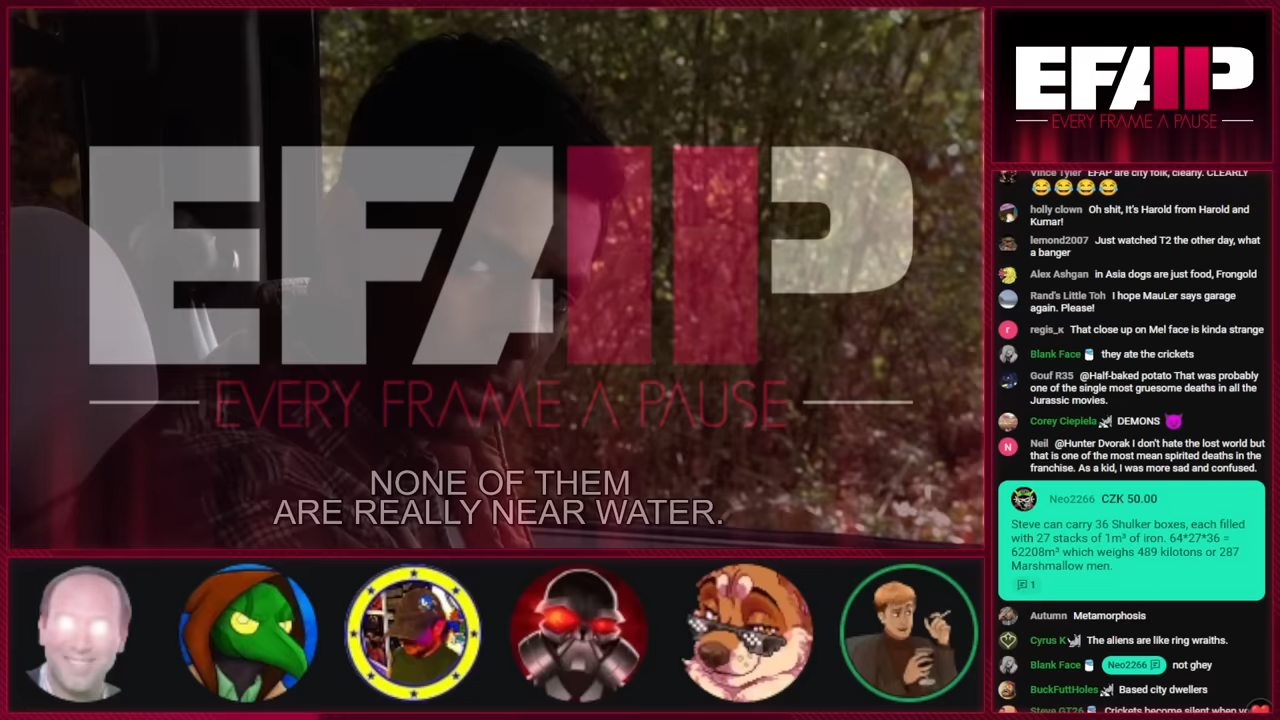 EFAP
EVERY FRAME A PAUSE
NONE OF THEM
ARE REALLY NEAR WATER.
EFAP
EVERY FRAME A PAUSE
Vince Tyler EFAP are city folk, clearly. CLEARLY
holly clown Oh shit, It's Harold from Harold and
Kumar!
lemond2007 Just watched T2 the other day, what
a banger
Alex Ashgan in Asia dogs are just food, Frongold
Rand's Little Toh I hope MauLer says garage
again. Please!
r
regis_ĸ That close up on Mel face is kinda strange
Blank Face they ate the crickets
Gouf R35 @Half-baked potato That was probably
one of the single most gruesome deaths in all the
Jurassic movies.
Corey Ciepiela DEMONS
N
Neil @Hunter Dvorak I don't hate the lost world but
that is one of the most mean spirited deaths in the
franchise. As a kid, I was more sad and confused.
Neo2266 CZK 50.00
Steve can carry 36 Shulker boxes, each filled
with 27 stacks of 1m³ of iron. 64*27*36 =
62208m³ which weighs 489 kilotons or 287
Marshmallow men.
1
Autumn Metamorphosis
Cyrus K The aliens are like ring wraiths.
Blank Face Neo2266 not ghey
BuckFuttHoles Based city dwellers
Steve GT26 Crickets become silent when